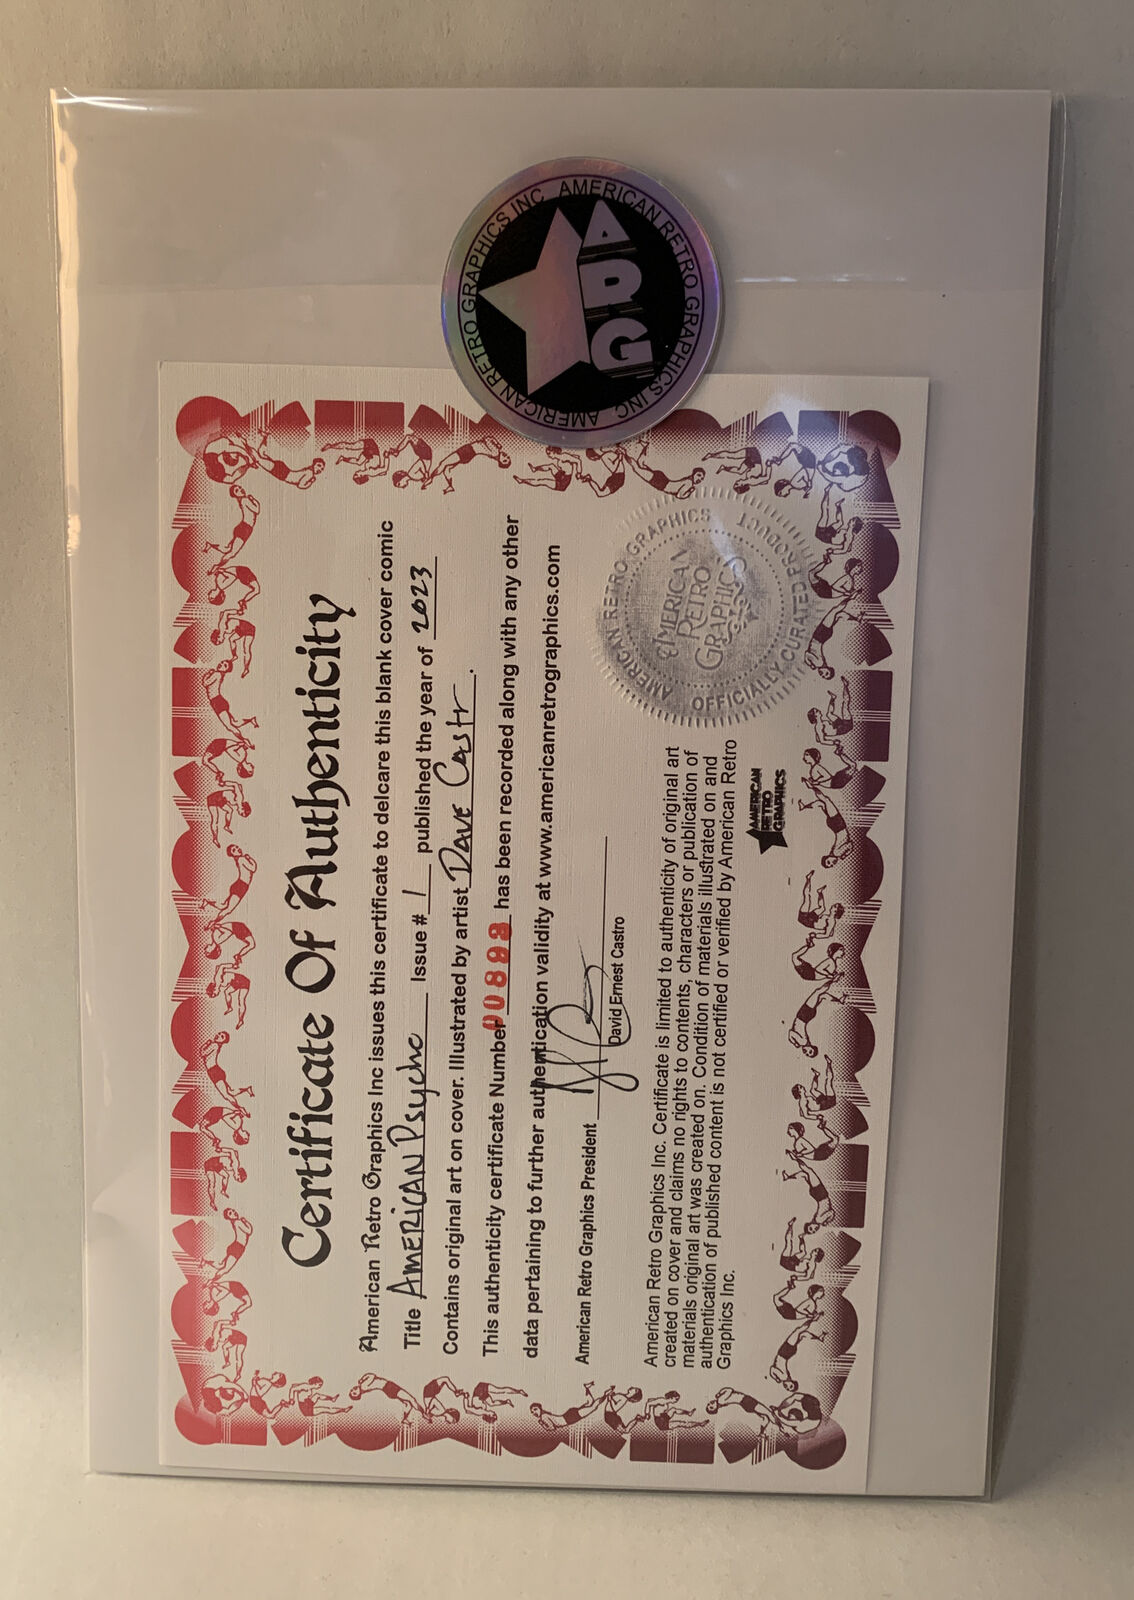 Certificate Of Authenticity
American Retro Graphics Inc issues this certificate to delcare this blank cover comic
Title AMERICAN Psycho Issue # 1 published the year of 2023
Contains original art on cover. Illustrated by artist Dave Castr.
This authenticity certificate Number 00898 has been recorded along with any other
data pertaining to further authentication validity at www.americanretrographics.com
American Retro Graphics President
David Ernest Castro
American Retro Graphics Inc. Certificate is limited to authenticity of original art
created on cover and claims no rights to contents, characters or publication of
materials original art was created on. Condition of materials illustrated on and
authentication of published content is not certified or verified by American Retro
Graphics Inc.
AMERICAN
RETRO
GRAPHICS
AMERICAN RETRO GRAPHICS
OFFICIALLY CURATED PRODUCT
AMERICAN
RETRO
GRAPHICS
AMERICAN RETRO GRAPHICS INC
AMERICAN RETRO GRAPHICS INC
ARG